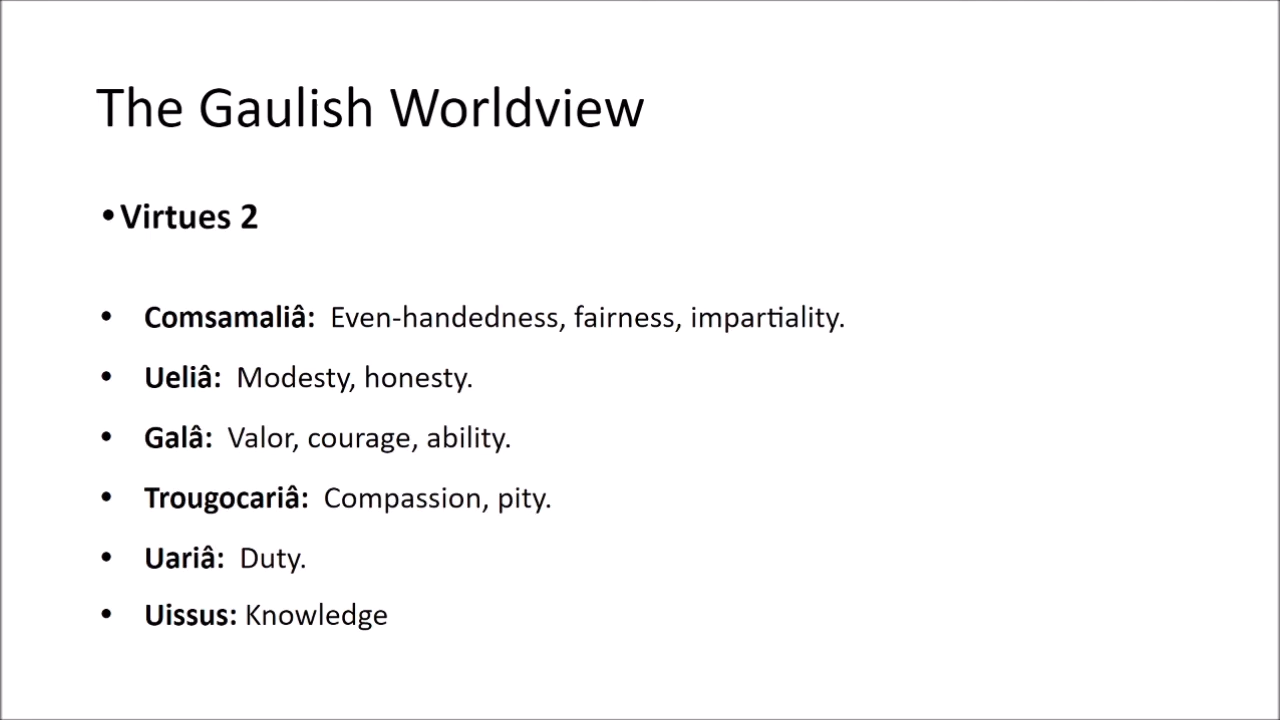 The Gaulish Worldview
•Virtues 2
• Comsamaliâ: Even-handedness, fairness, impartiality.
• Ueliâ: Modesty, honesty.
• Galâ: Valor, courage, ability.
• Trougocariâ: Compassion, pity.
• Uariâ: Duty.
• Uissus: Knowledge